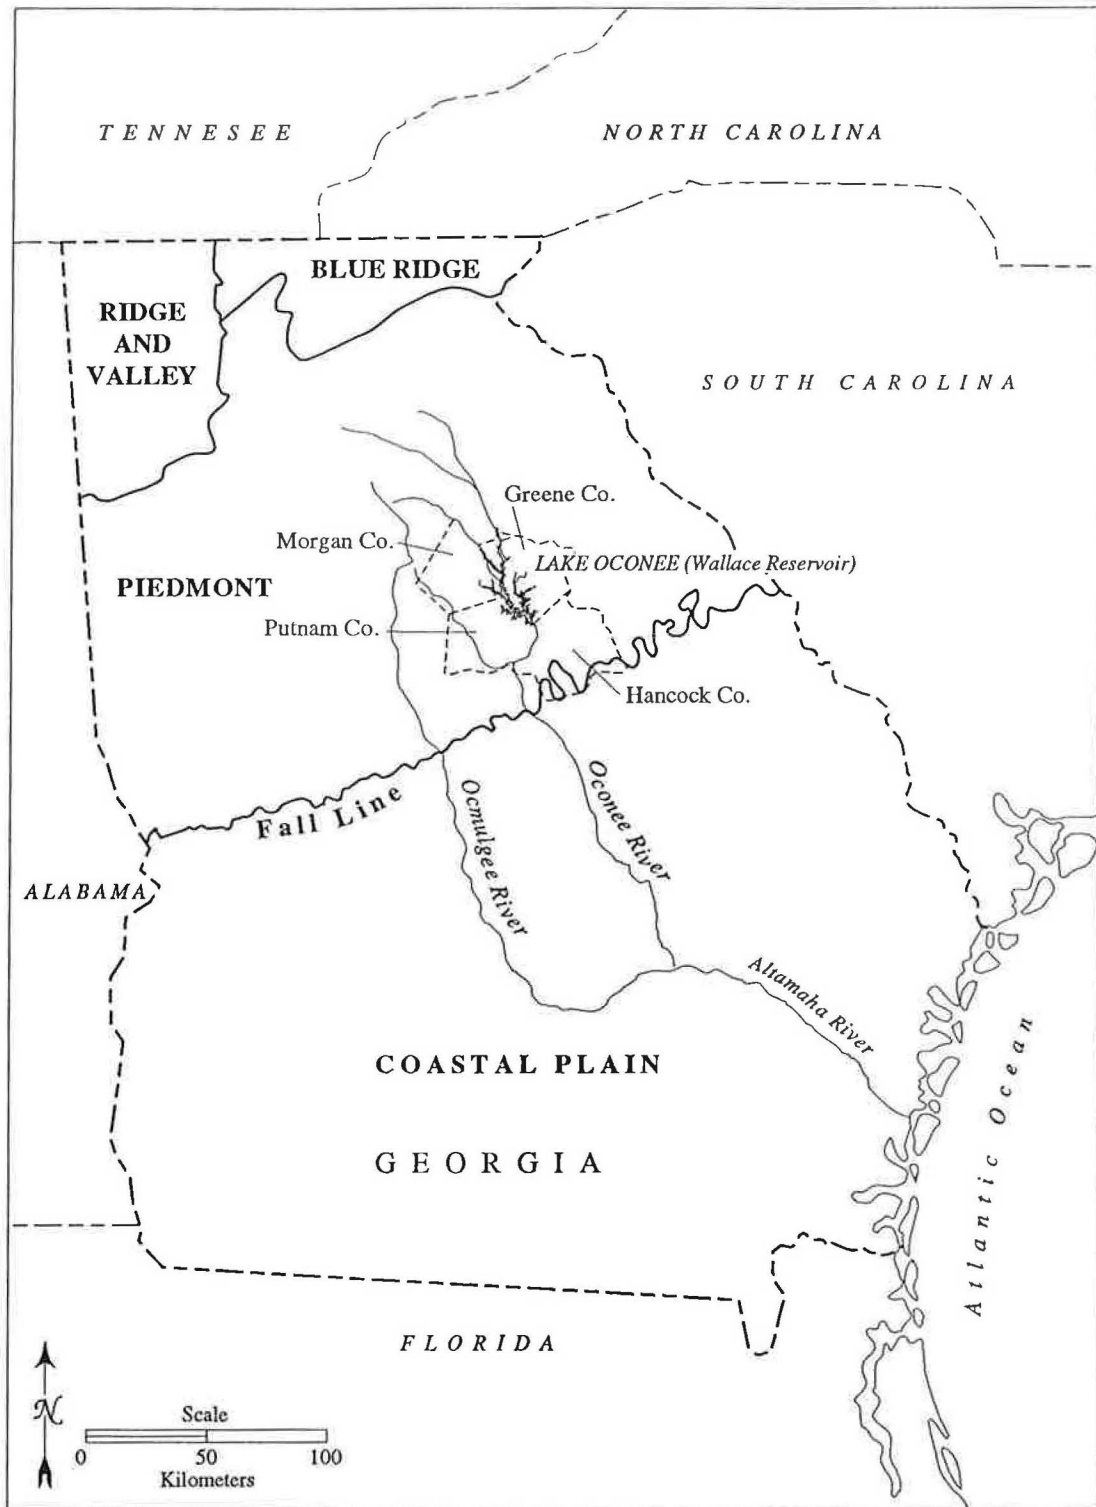 TENNESEE
NORTH CAROLINA
BLUE RIDGE
RIDGE
AND
VALLEY
SOUTH CAROLINA
Greene Co.
Morgan Co.
LAKE OCONEE (Wallace Reservoir)
PIEDMONT
Putnam Co.
Hancock Co.
Fall Line
Ocmulgee River
Oconee River
ALABAMA
Altamaha River
COASTAL PLAIN
GEORGIA
Atlantic Ocean
FLORIDA
N
Scale
0 50 100
Kilometers